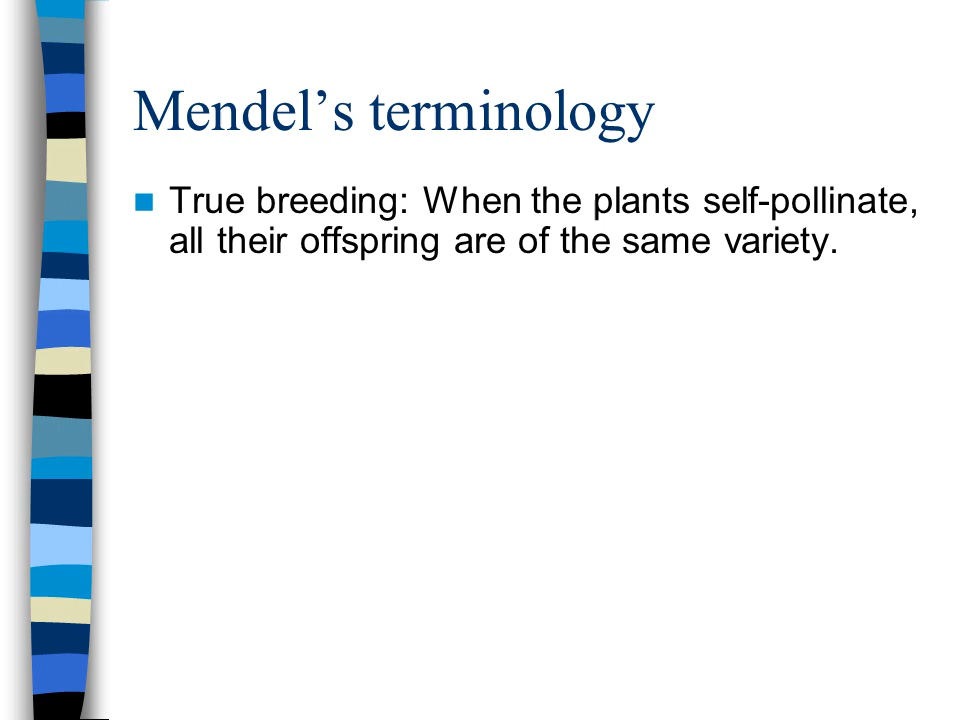 Mendel’s terminology
True breeding: When the plants self-pollinate,
all their offspring are of the same variety.